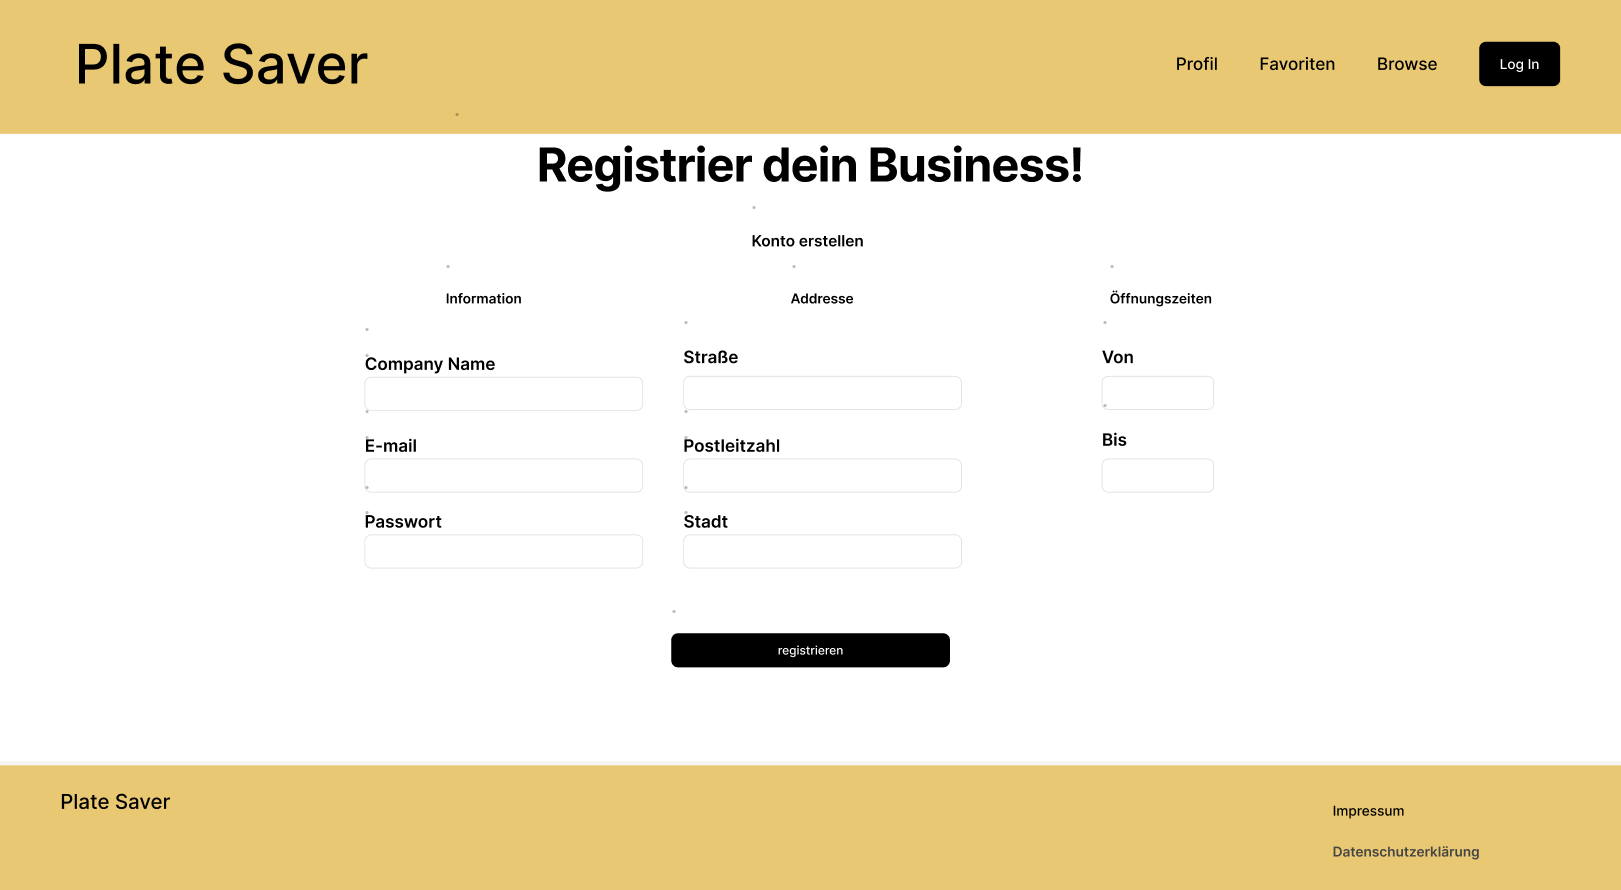 Plate Saver
Profil
Favoriten
Browse
Log In
Registrier dein Business!
Konto erstellen
Information
Addresse
Öffnungszeiten
Company Name
Straße
Von
E-mail
Postleitzahl
Bis
Passwort
Stadt
registrieren
Plate Saver
Impressum
Datenschutzerklärung